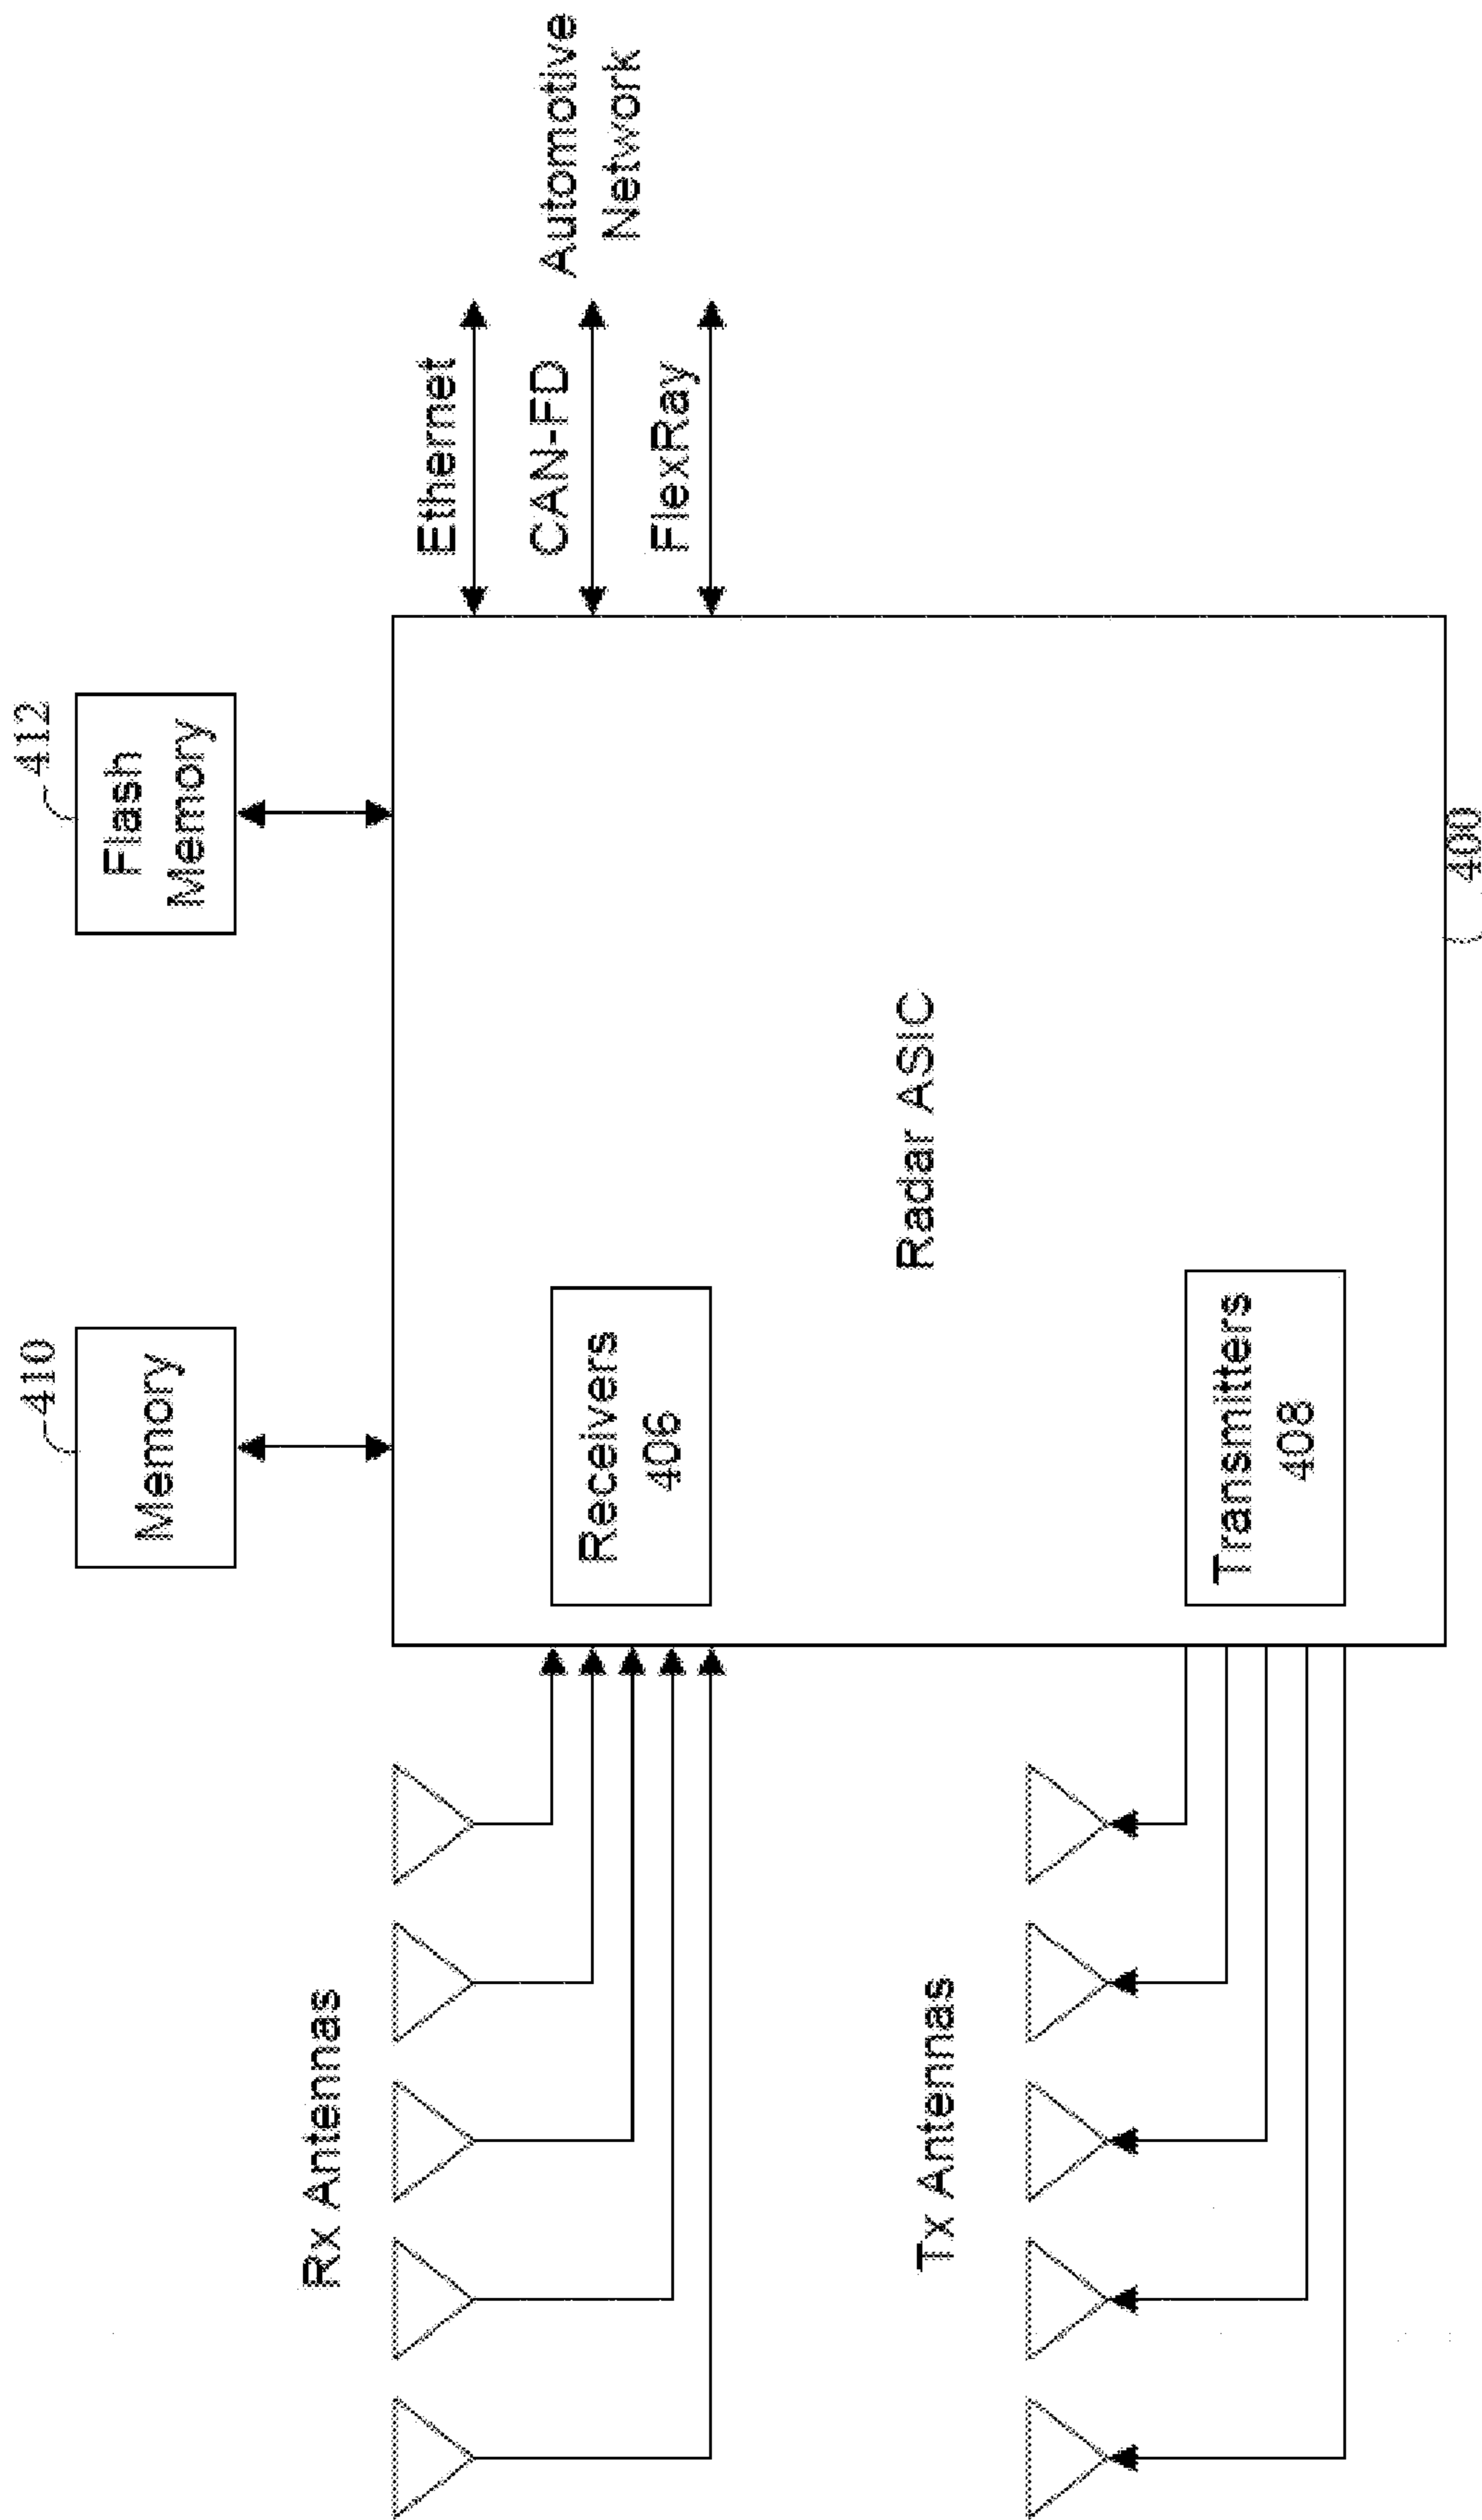 410
Memory
412
Flash
Memory
Rx Antennas
Receivers
406
Ethernet
CAN-FD
FlexRay
Automotive
Network
Radar ASIC
Tx Antennas
Transmitters
408
400